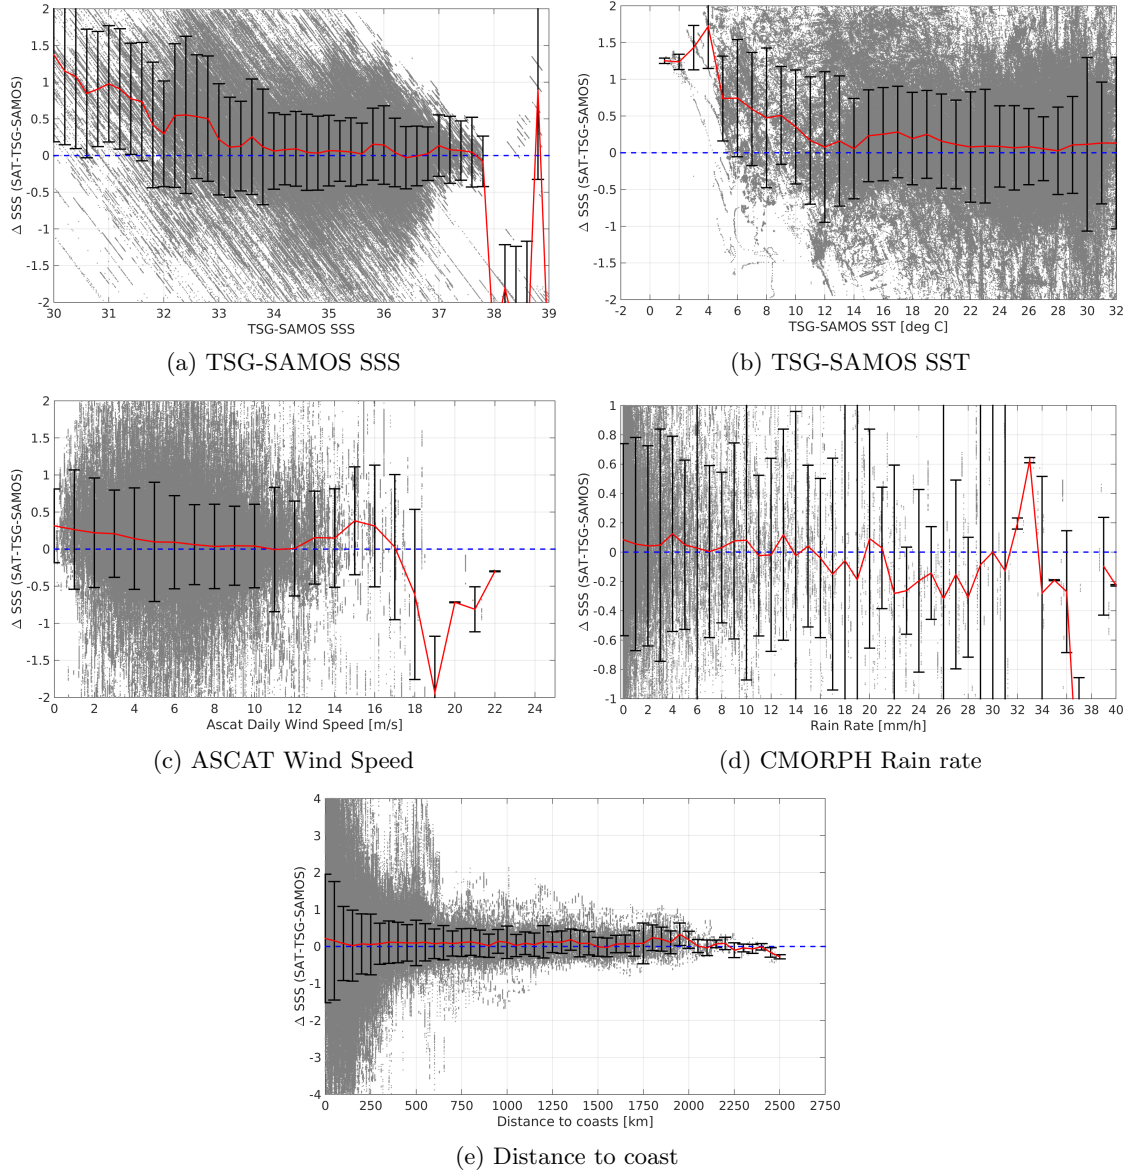 2
1.5
1
0.5
0
-0.5
-1
-1.5
-2
Δ SSS (SAT-TSG-SAMOS)
30 31 32 33 34 35 36 37 38 39
TSG-SAMOS SSS
(a) TSG-SAMOS SSS
2
1.5
1
0.5
0
-0.5
-1
-1.5
-2
Δ SSS (SAT-TSG-SAMOS)
-2 0 2 4 6 8 10 12 14 16 18 20 22 24 26 28 30 32
TSG-SAMOS SST [deg C]
(b) TSG-SAMOS SST
2
1.5
1
0.5
0
-0.5
-1
-1.5
-2
Δ SSS (SAT-TSG-SAMOS)
0 2 4 6 8 10 12 14 16 18 20 22 24
Ascat Daily Wind Speed [m/s]
(c) ASCAT Wind Speed
1
0.8
0.6
0.4
0.2
0
-0.2
-0.4
-0.6
-0.8
-1
Δ SSS (SAT-TSG-SAMOS)
0 2 4 6 8 10 12 14 16 18 20 22 24 26 28 30 32 34 36 38 40
Rain Rate [mm/h]
(d) CMORPH Rain rate
4
3
2
1
0
-1
-2
-3
-4
Δ SSS (SAT-TSG-SAMOS)
0 250 500 750 1000 1250 1500 1750 2000 2250 2500 2750
Distance to coasts [km]
(e) Distance to coast